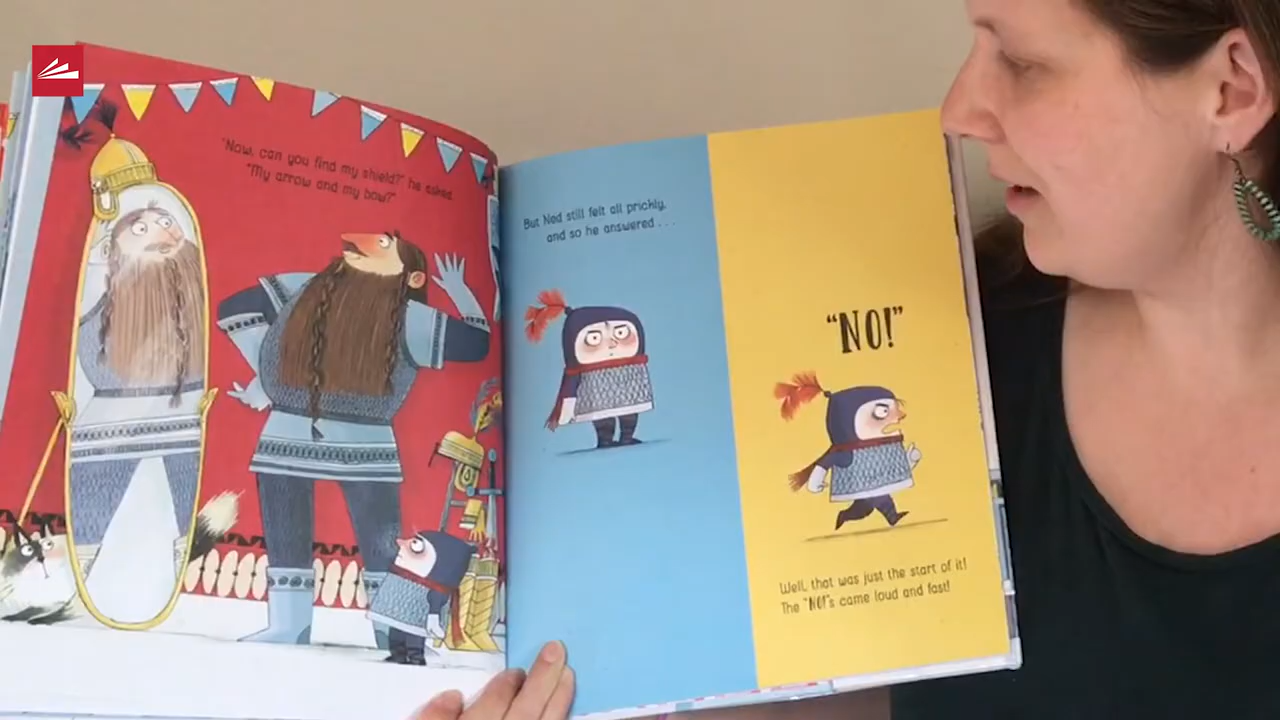 "Now, can you find my shield?" he asked.
"My arrow and my bow?"
But Ned still felt all prickly,
and so he answered . . .
"NO!"
Well, that was just the start of it!
The "NO!"s came loud and fast!